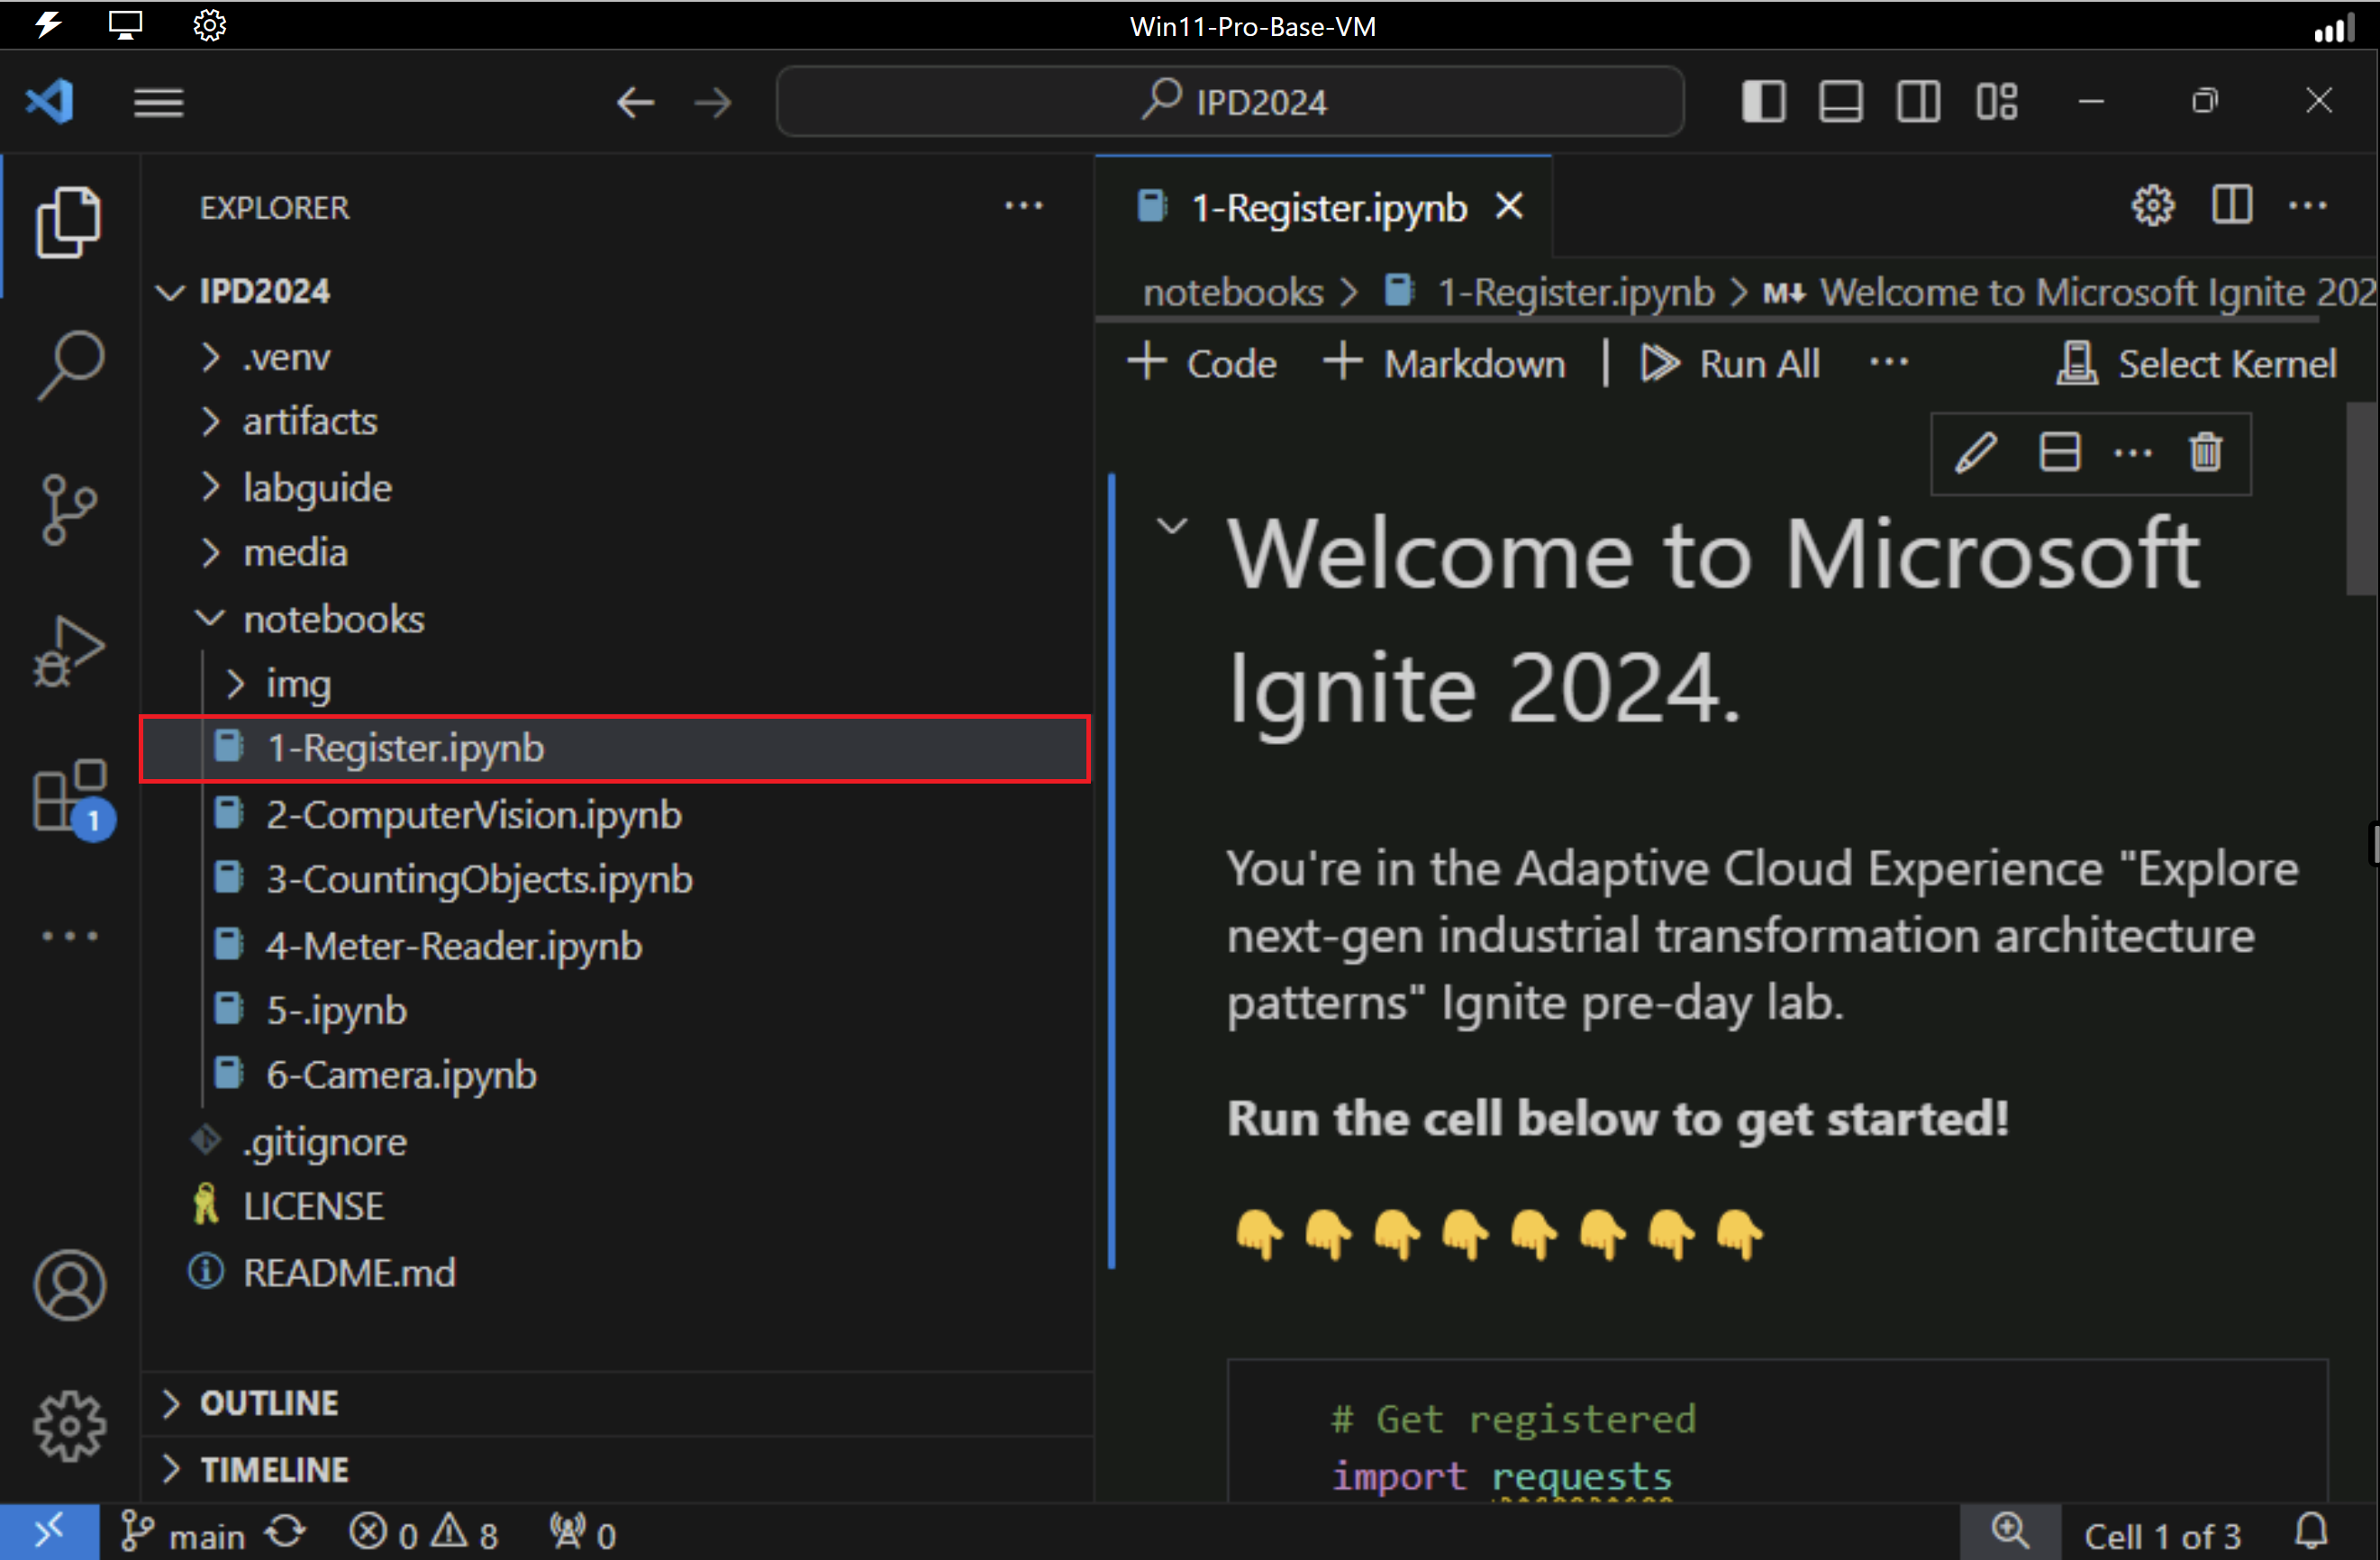 Win11-Pro-Base-VM
IPD2024
EXPLORER
IPD2024
.venv
artifacts
labguide
media
notebooks
img
1-Register.ipynb
2-ComputerVision.ipynb
3-CountingObjects.ipynb
4-Meter-Reader.ipynb
5-.ipynb
6-Camera.ipynb
.gitignore
LICENSE
README.md
OUTLINE
TIMELINE
1
1-Register.ipynb
notebooks > 1-Register.ipynb > M↓ Welcome to Microsoft Ignite 202
+ Code + Markdown | Run All ··· Select Kernel
Welcome to Microsoft
Ignite 2024.
You're in the Adaptive Cloud Experience "Explore
next-gen industrial transformation architecture
patterns" Ignite pre-day lab.
Run the cell below to get started!
👇👇👇👇👇👇👇👇
# Get registered
import requests
main 0 8 0
Cell 1 of 3